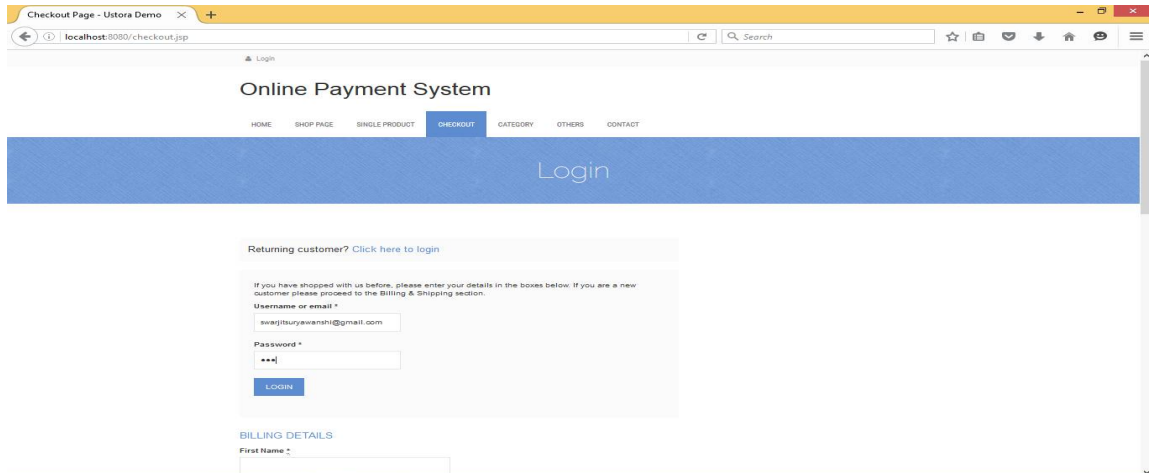 Checkout Page - Ustora Demo
localhost:8080/checkout.jsp
Search
Login
Online Payment System
HOME SHOP PAGE SINGLE PRODUCT CHECKOUT CATEGORY OTHERS CONTACT
Login
Returning customer? Click here to login
If you have shopped with us before, please enter your details in the boxes below. If you are a new
customer please proceed to the Billing & Shipping section.
Username or email *
swarjitsuryawanshi@gmail.com
Password *
LOGIN
BILLING DETAILS
First Name *